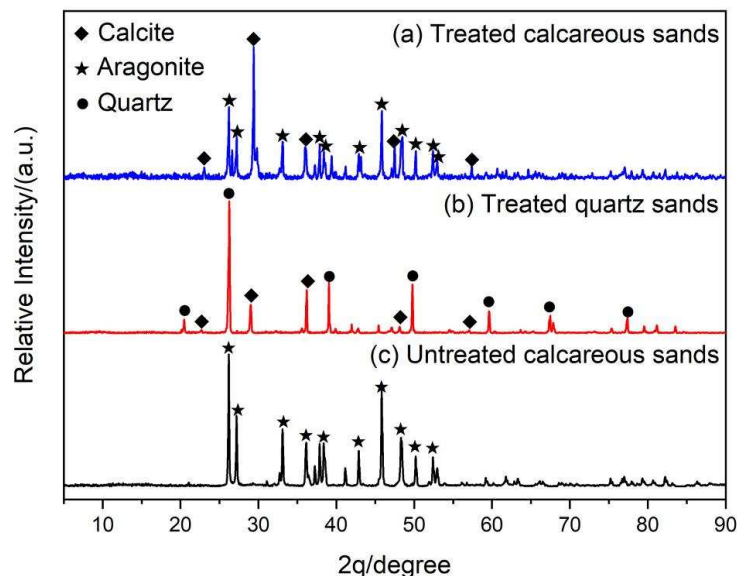 (a) Treated calcareous sands
Calcite
Aragonite
Quartz
(b) Treated quartz sands
(c) Untreated calcareous sands
Relative Intensity/(a.u.)
10 20 30 40 50 60 70 80 90
2q/degree